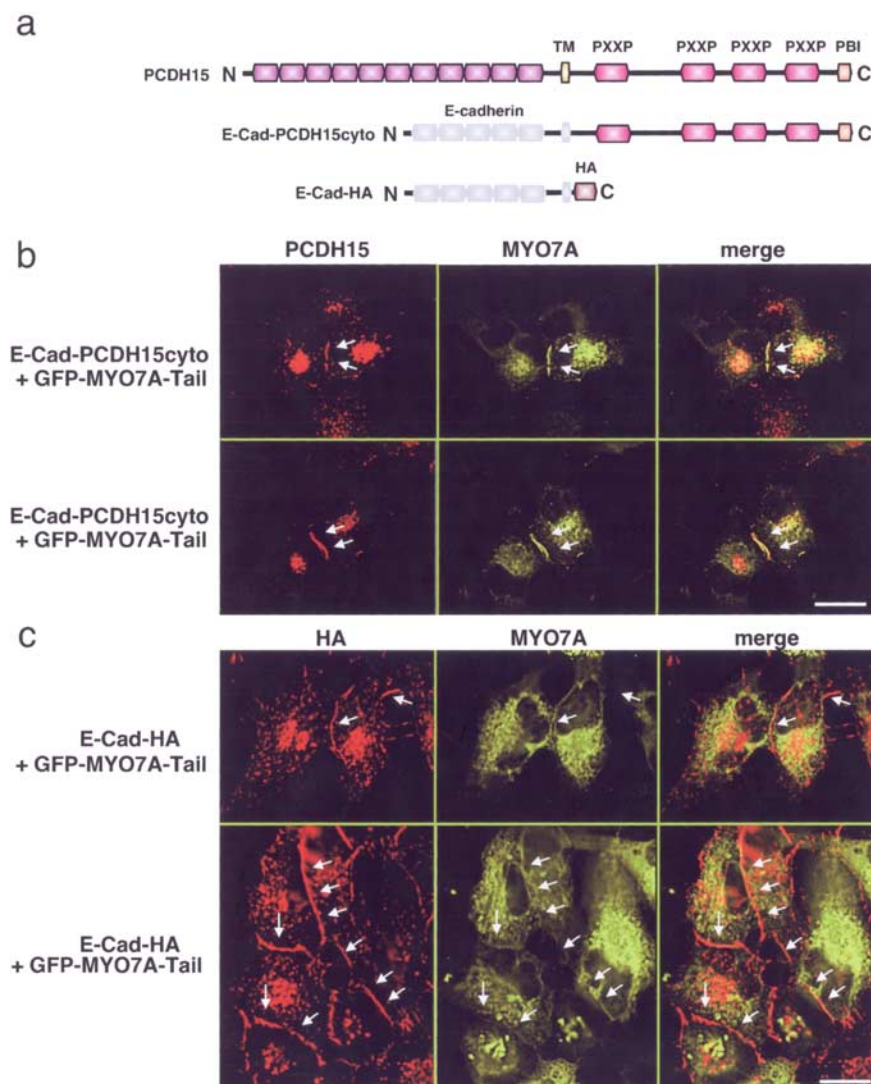 a
TM PXXP PXXP PXXP PXXP PBI
PCDH15 N C
E-cadherin
E-Cad-PCDH15cyto N C
HA
E-Cad-HA N C
b
PCDH15 MYO7A merge
E-Cad-PCDH15cyto
+ GFP-MYO7A-Tail
E-Cad-PCDH15cyto
+ GFP-MYO7A-Tail
c
HA MYO7A merge
E-Cad-HA
+ GFP-MYO7A-Tail
E-Cad-HA
+ GFP-MYO7A-Tail